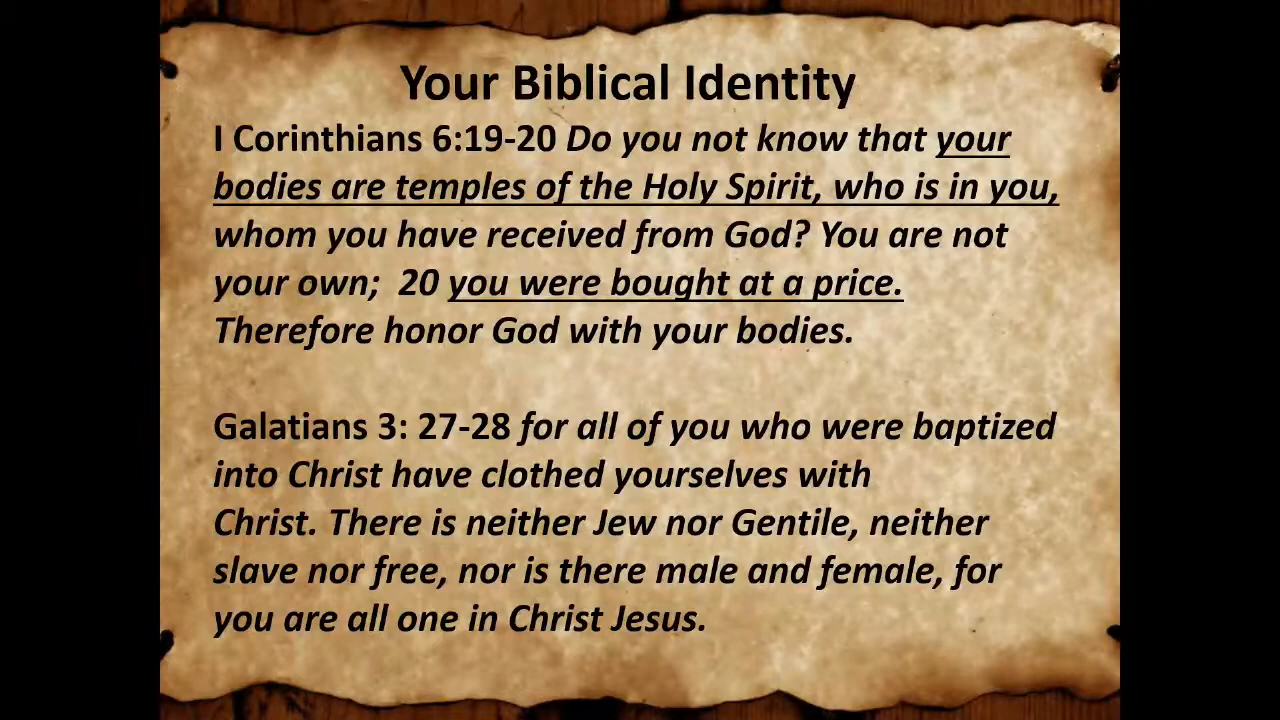 Your Biblical Identity
I Corinthians 6:19-20 Do you not know that your
bodies are temples of the Holy Spirit, who is in you,
whom you have received from God? You are not
your own;  20 you were bought at a price.
Therefore honor God with your bodies.
Galatians 3: 27-28 for all of you who were baptized
into Christ have clothed yourselves with
Christ. There is neither Jew nor Gentile, neither
slave nor free, nor is there male and female, for
you are all one in Christ Jesus.